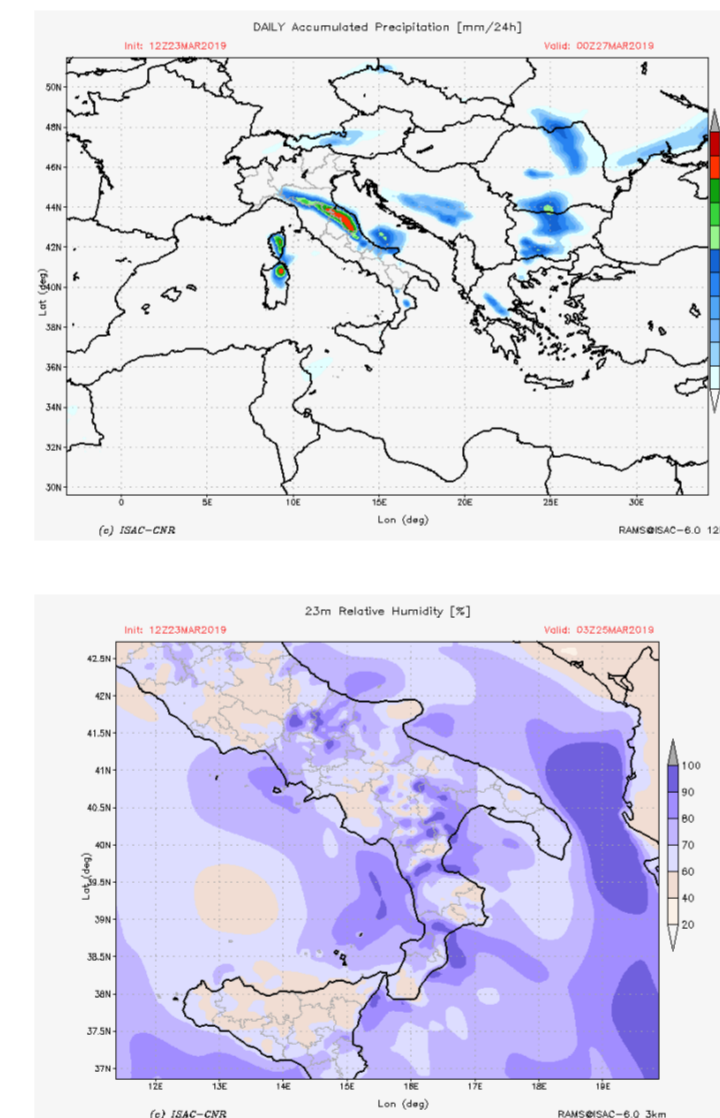 DAILY Accumulated Precipitation [mm/24h]
Init: 12Z23MAR2019 Valid: 00Z27MAR2019
50N
48N
46N
44N
42N
40N
38N
36N
34N
32N
30N
Lat (deg)
0 5E 10E 15E 20E 25E 30E
Lon (deg)
(c) ISAC-CNR RAMS@ISAC-6.0 12
23m Relative Humidity [%]
Init: 12Z23MAR2019 Valid: 03Z25MAR2019
42.5N
42N
41.5N
41N
40.5N
40N
39.5N
39N
38.5N
38N
37.5N
37N
Lat (deg)
100
90
80
70
60
40
20
12E 13E 14E 15E 16E 17E 18E 19E
Lon (deg)
(c) ISAC-CNR RAMS@ISAC-6.0 3km